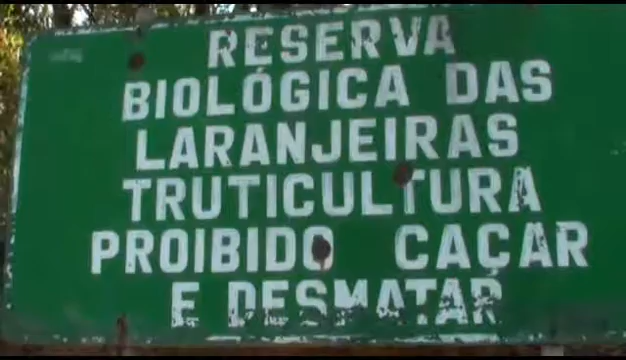 RESERVA
BIOLÓGICA DAS
LARANJEIRAS
TRUTICULTURA
PROIBIDO CAÇAR
E DESMATAR